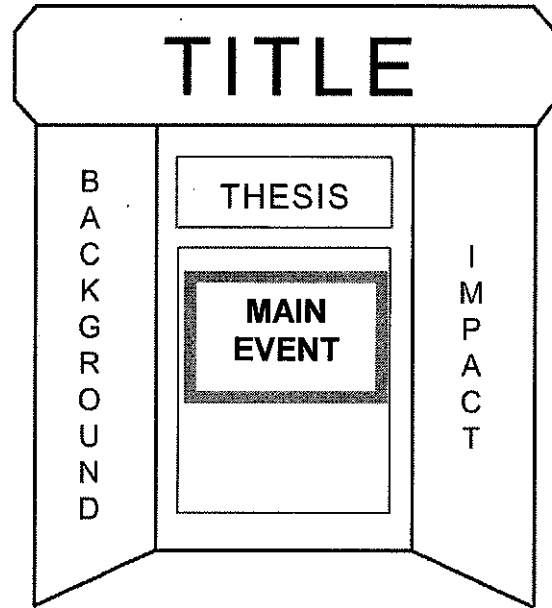 TITLE
BACKGROUND
THESIS
MAIN
EVENT
IMPACT